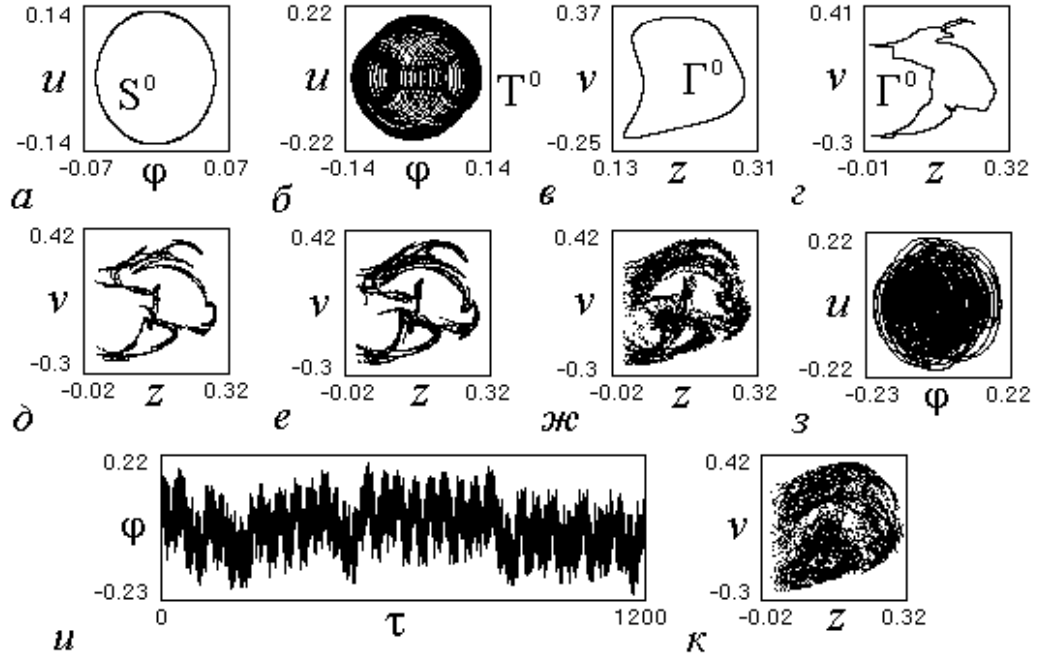 0.14
u
S⁰
-0.14
-0.07
φ
0.07
а
0.22
u
T⁰
-0.22
-0.14
φ
0.14
б
0.37
v
Γ⁰
-0.25
0.13
z
0.31
в
0.41
v
Γ⁰
-0.3
-0.01
z
0.32
г
0.42
v
-0.3
-0.02
z
0.32
д
0.42
v
-0.3
-0.02
z
0.32
е
0.42
v
-0.3
-0.02
z
0.32
ж
0.22
u
-0.22
-0.23
φ
0.22
з
0.22
φ
-0.23
0
τ
1200
и
0.42
v
-0.3
-0.02
z
0.32
к